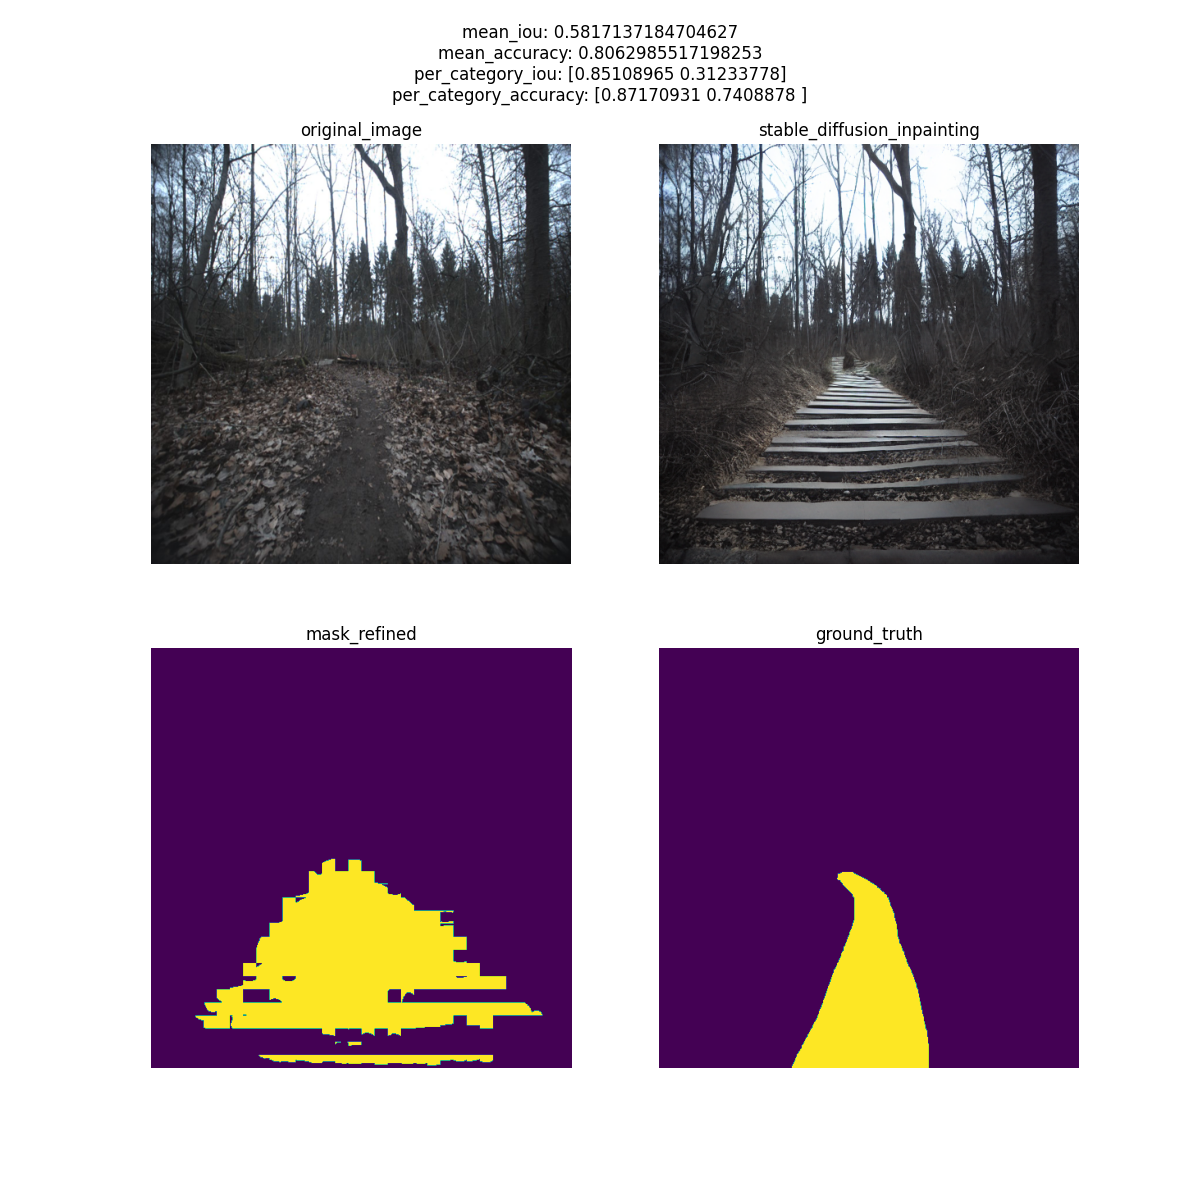 mean_iou: 0.5817137184704627
mean_accuracy: 0.8062985517198253
per_category_iou: [0.85108965 0.31233778]
per_category_accuracy: [0.87170931 0.7408878 ]
original_image
stable_diffusion_inpainting
mask_refined
ground_truth